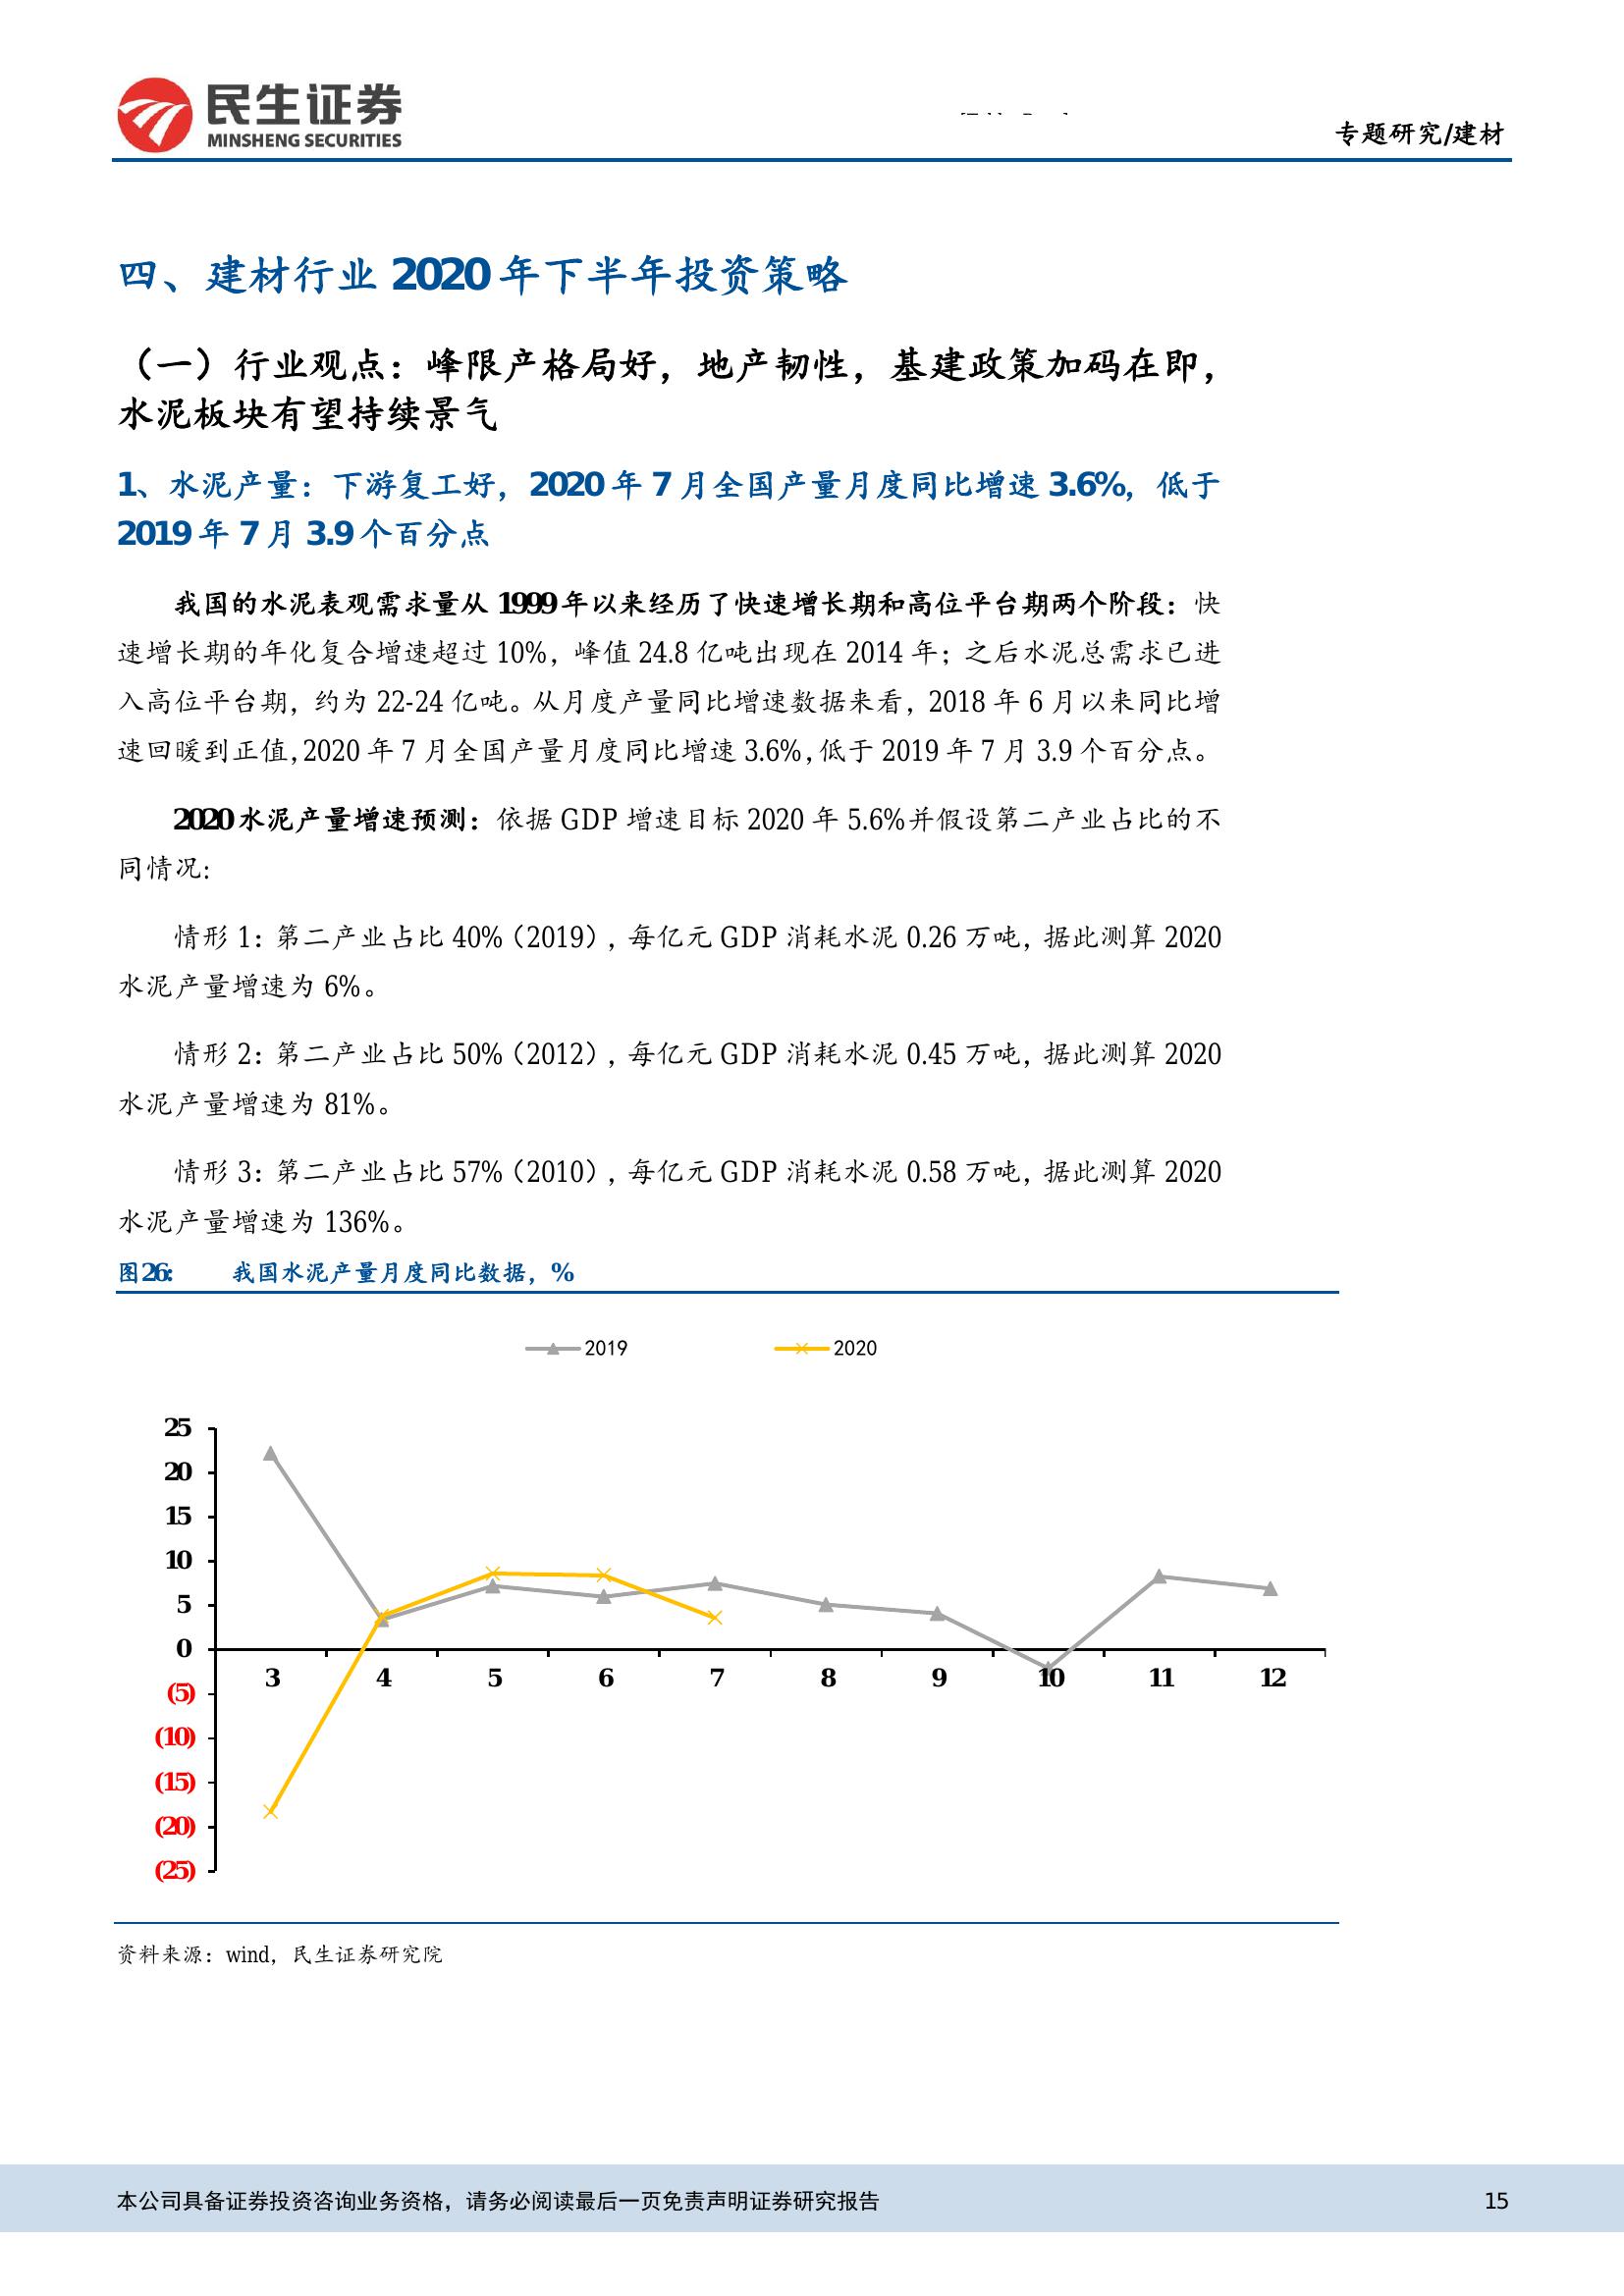 民生证券
MINSHENG SECURITIES
专题研究/建材
四、建材行业 2020 年下半年投资策略
（一）行业观点：峰限产格局好，地产韧性，基建政策加码在即，
水泥板块有望持续景气
1、水泥产量：下游复工好，2020 年 7 月全国产量月度同比增速 3.6%，低于
2019 年 7 月 3.9 个百分点
我国的水泥表观需求量从 1999 年以来经历了快速增长期和高位平台期两个阶段：快
速增长期的年化复合增速超过 10%，峰值 24.8 亿吨出现在 2014 年；之后水泥总需求已进
入高位平台期，约为 22-24 亿吨。从月度产量同比增速数据来看，2018 年 6 月以来同比增
速回暖到正值，2020 年 7 月全国产量月度同比增速 3.6%，低于 2019 年 7 月 3.9 个百分点。
2020 水泥产量增速预测：依据 GDP 增速目标 2020 年 5.6%并假设第二产业占比的不
同情况：
情形 1：第二产业占比 40%（2019），每亿元 GDP 消耗水泥 0.26 万吨，据此测算 2020
水泥产量增速为 6%。
情形 2：第二产业占比 50%（2012），每亿元 GDP 消耗水泥 0.45 万吨，据此测算 2020
水泥产量增速为 81%。
情形 3：第二产业占比 57%（2010），每亿元 GDP 消耗水泥 0.58 万吨，据此测算 2020
水泥产量增速为 136%。
图26: 我国水泥产量月度同比数据，%
2019 2020
25
20
15
10
5
0
3 4 5 6 7 8 9 10 11 12
(5)
(10)
(15)
(20)
(25)
资料来源：wind，民生证券研究院
本公司具备证券投资咨询业务资格，请务必阅读最后一页免责声明证券研究报告 15